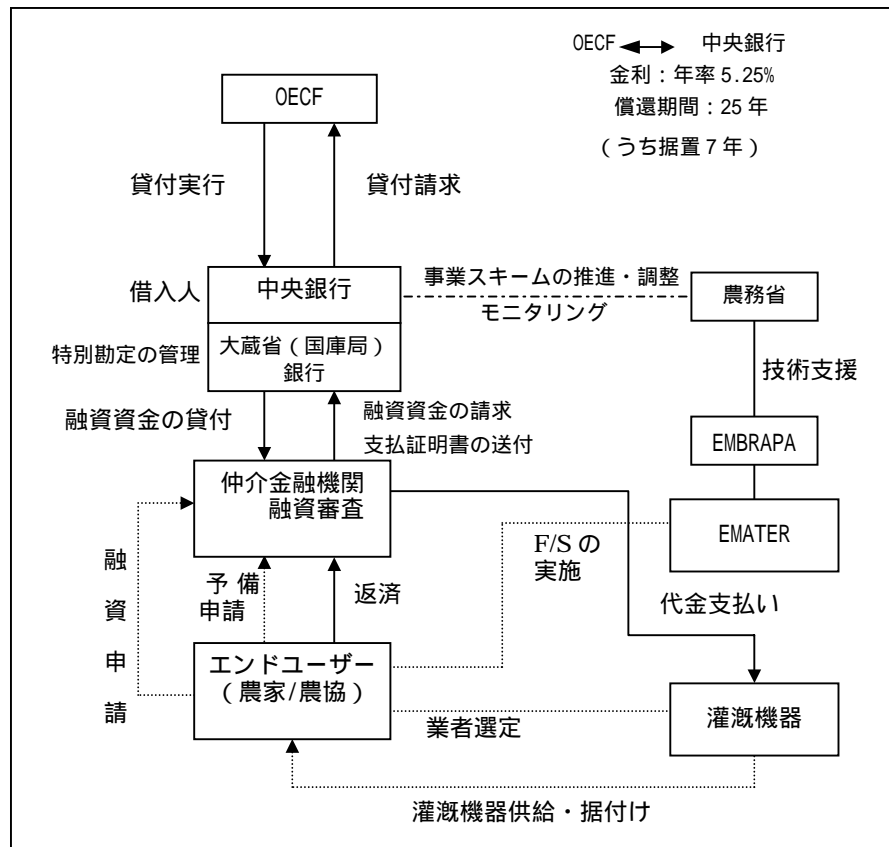 OECF 中央銀行
金利：年率 5.25%
償還期間：25 年
（うち据置 7 年）
OECF
貸付実行
貸付請求
借入人
中央銀行
事業スキームの推進・調整
モニタリング
農務省
特別勘定の管理
大蔵省（国庫局）
銀行
技術支援
融資資金の貸付
融資資金の請求
支払証明書の送付
EMBRAPA
仲介金融機関
融資審査
EMATER
F/S の
実施
融資申請
予 備
申請
返済
代金支払い
エンドユーザー
（農家/農協）
業者選定
灌漑機器
灌漑機器供給・据付け